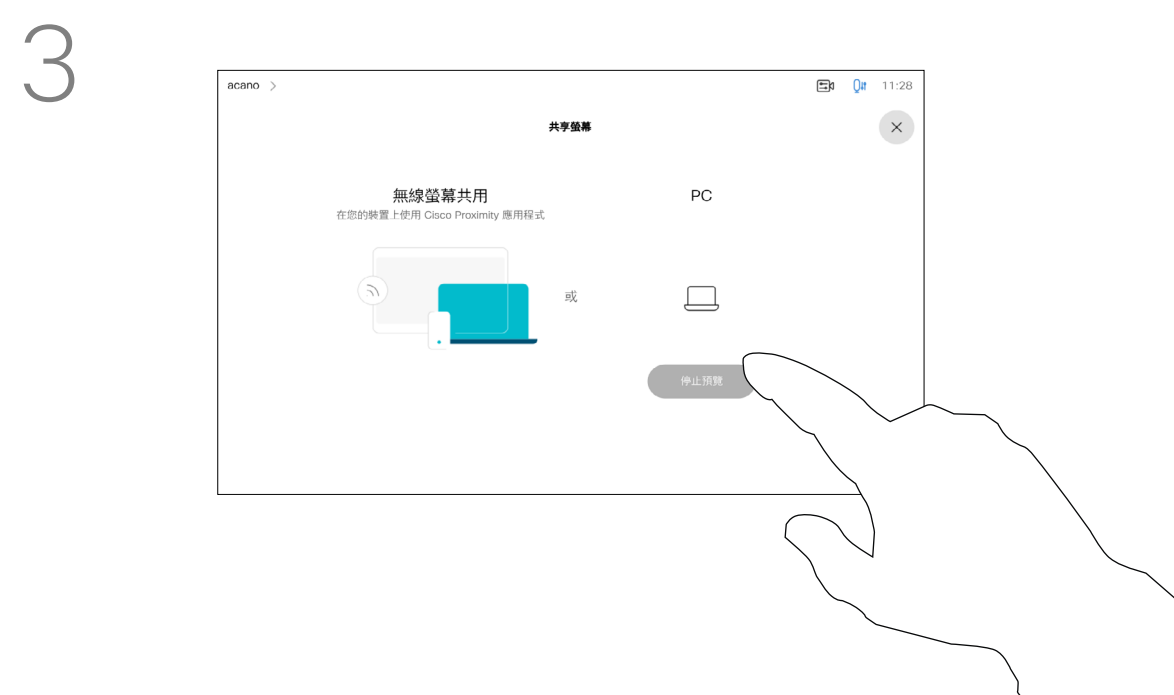 3
acano >
11:28
共享螢幕
無線螢幕共用
在您的裝置上使用 Cisco Proximity 應用程式
PC
或
停止預覽